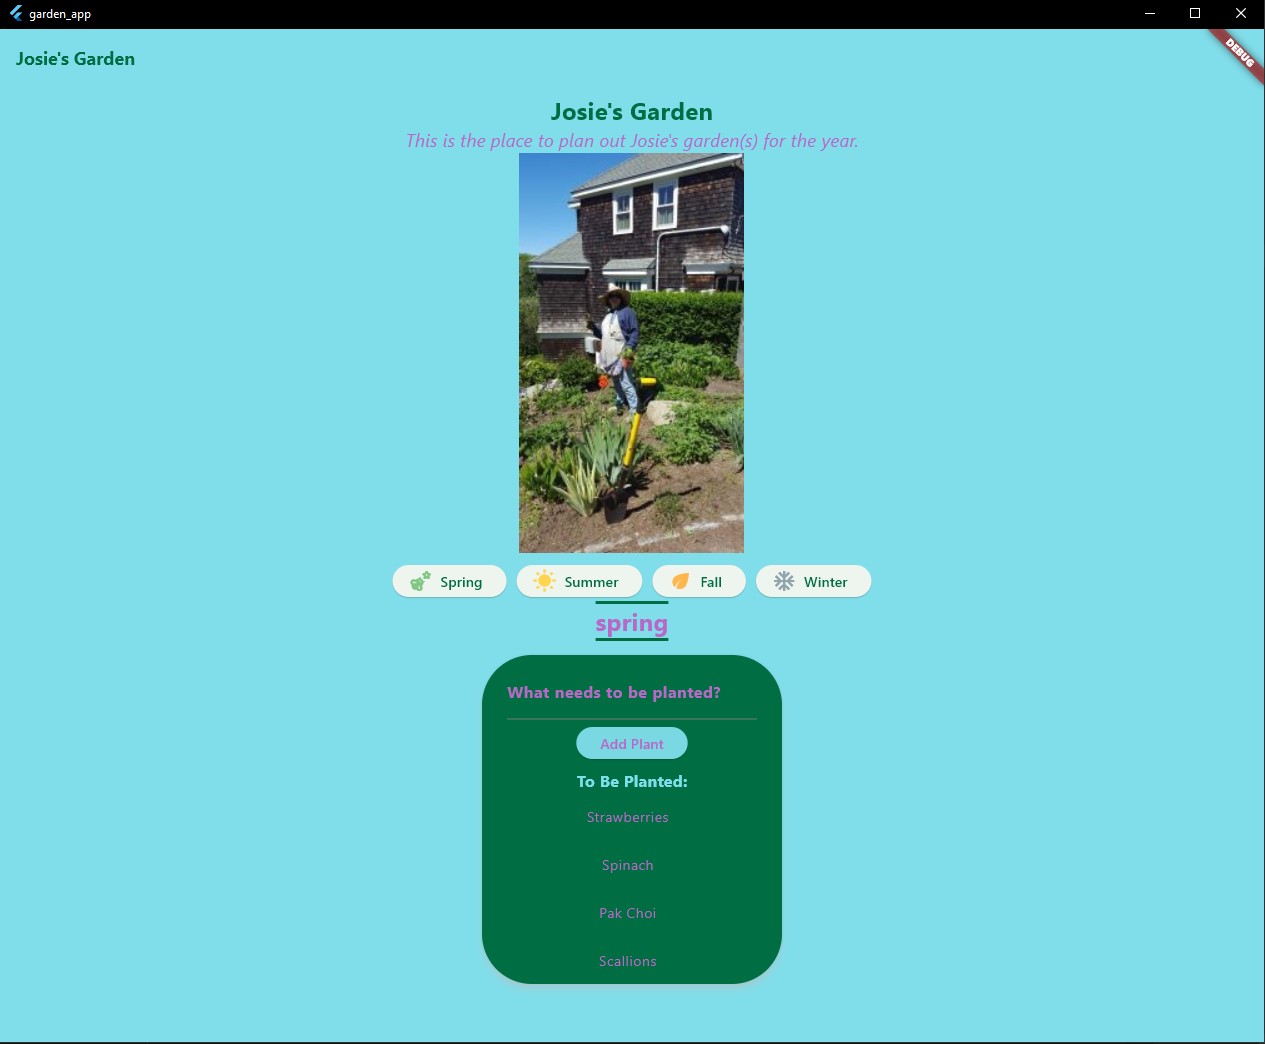 garden_app
Josie's Garden
DEBUG
Josie's Garden
This is the place to plan out Josie's garden(s) for the year.
Spring Summer Fall Winter
spring
What needs to be planted?
Add Plant
To Be Planted:
Strawberries
Spinach
Pak Choi
Scallions